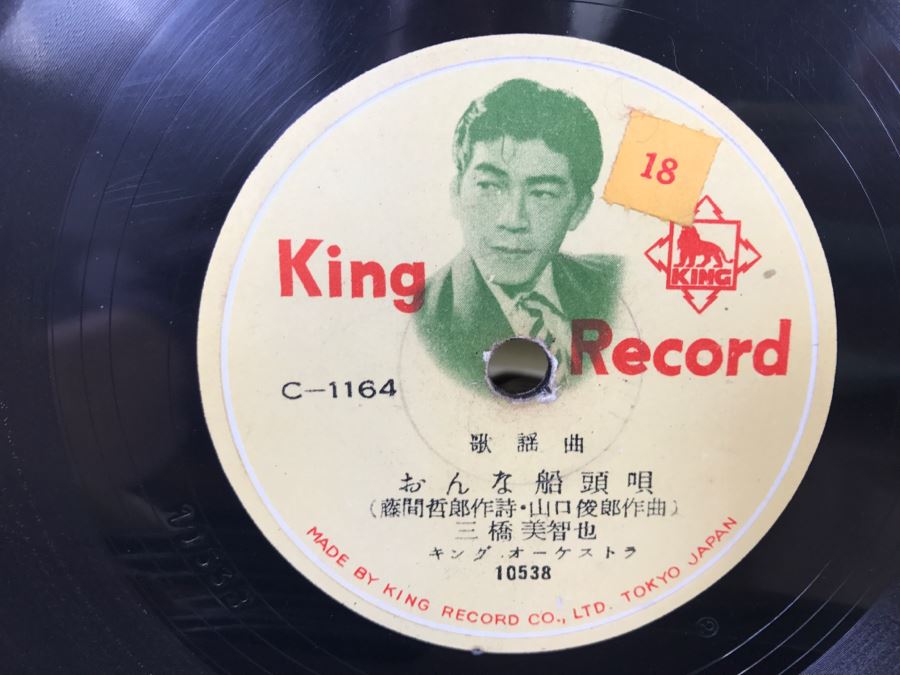 18
KING
King
Record
C-1164
歌謡曲
おんな船頭唄
(藤間哲郎作詩・山口俊郎作曲)
三橋美智也
キング・オーケストラ
10538
MADE BY KING RECORD CO., LTD. TOKYO JAPAN